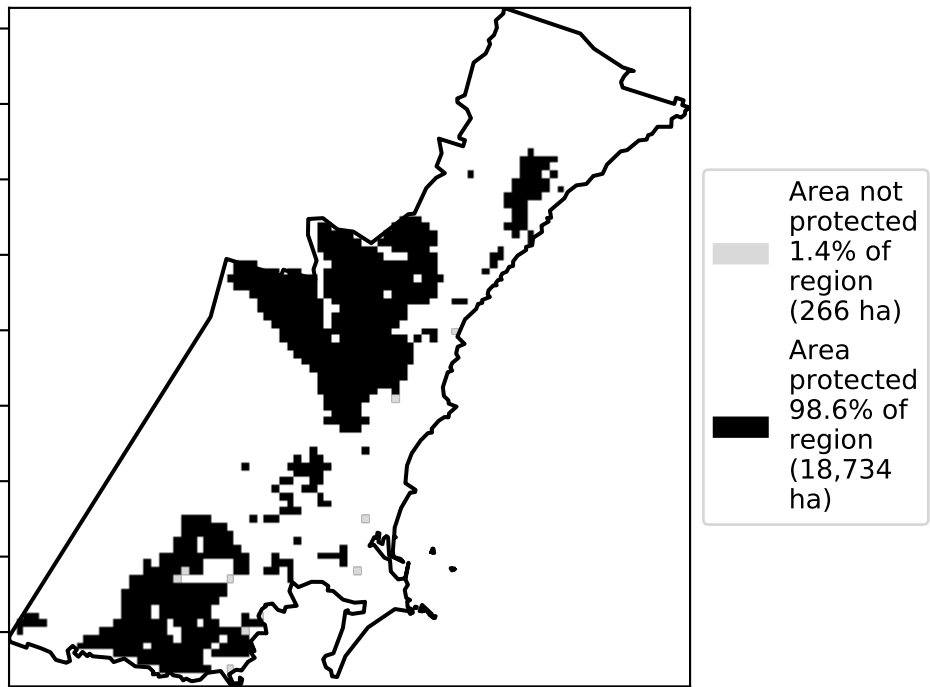 Area not
protected
1.4% of
region
(266 ha)
Area
protected
98.6% of
region
(18,734
ha)